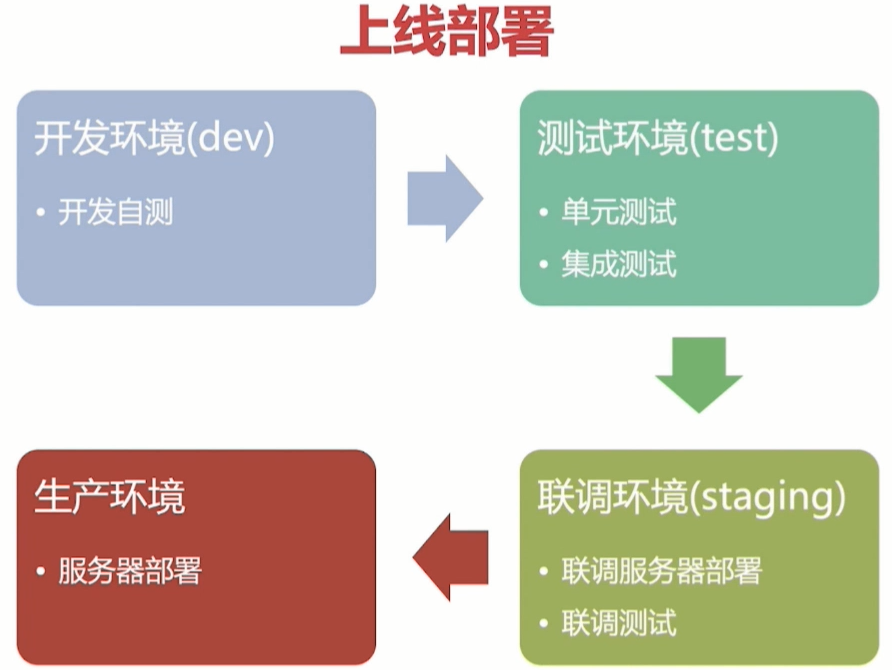 上线部署
开发环境(dev)
• 开发自测
测试环境(test)
• 单元测试
• 集成测试
联调环境(staging)
• 联调服务器部署
• 联调测试
生产环境
• 服务器部署